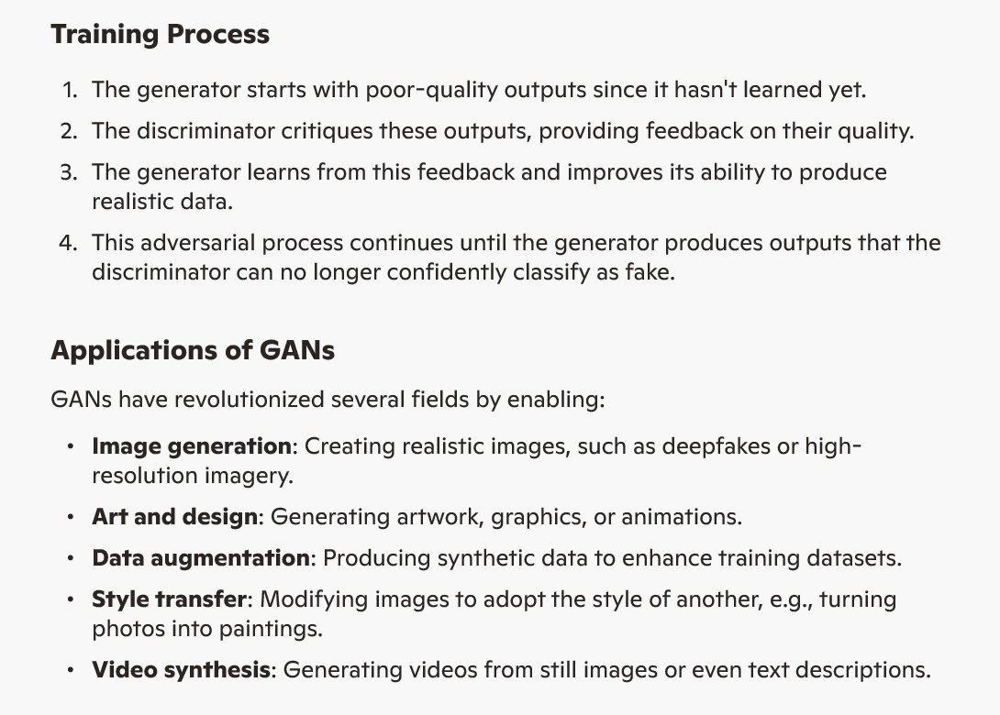 Training Process
1. The generator starts with poor-quality outputs since it hasn't learned yet.
2. The discriminator critiques these outputs, providing feedback on their quality.
3. The generator learns from this feedback and improves its ability to produce
realistic data.
4. This adversarial process continues until the generator produces outputs that the
discriminator can no longer confidently classify as fake.
Applications of GANs
GANs have revolutionized several fields by enabling:
• Image generation: Creating realistic images, such as deepfakes or high-
resolution imagery.
• Art and design: Generating artwork, graphics, or animations.
• Data augmentation: Producing synthetic data to enhance training datasets.
• Style transfer: Modifying images to adopt the style of another, e.g., turning
photos into paintings.
• Video synthesis: Generating videos from still images or even text descriptions.